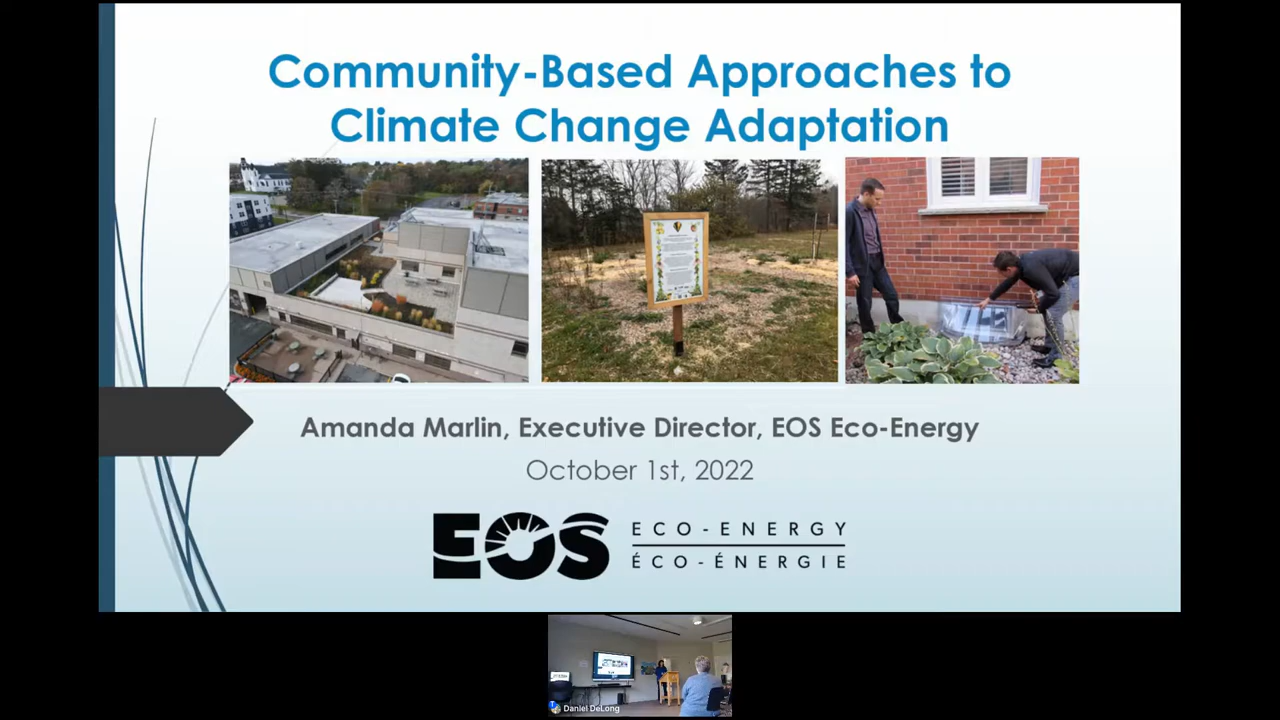 Community-Based Approaches to
Climate Change Adaptation
Amanda Marlin, Executive Director, EOS Eco-Energy
October 1st, 2022
EOS
ECO-ENERGY
ÉCO-ÉNERGIE
Daniel DeLong